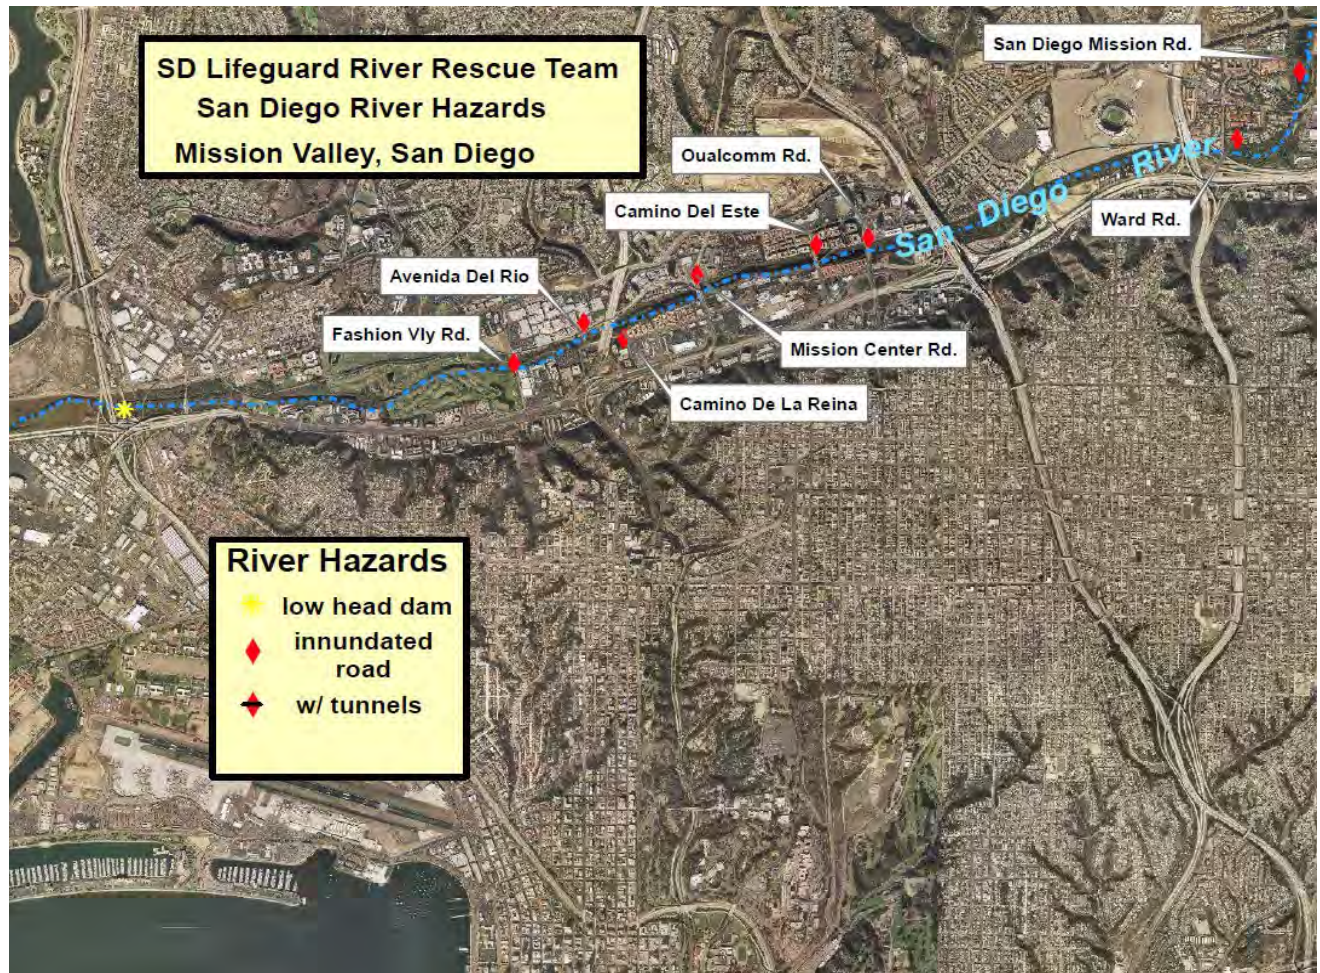 SD Lifeguard River Rescue Team
San Diego River Hazards
Mission Valley, San Diego
San Diego Mission Rd.
Oualcomm Rd.
Camino Del Este
San Diego River
Ward Rd.
Avenida Del Rio
Fashion Vly Rd.
Mission Center Rd.
Camino De La Reina
River Hazards
low head dam
innundated
road
w/ tunnels